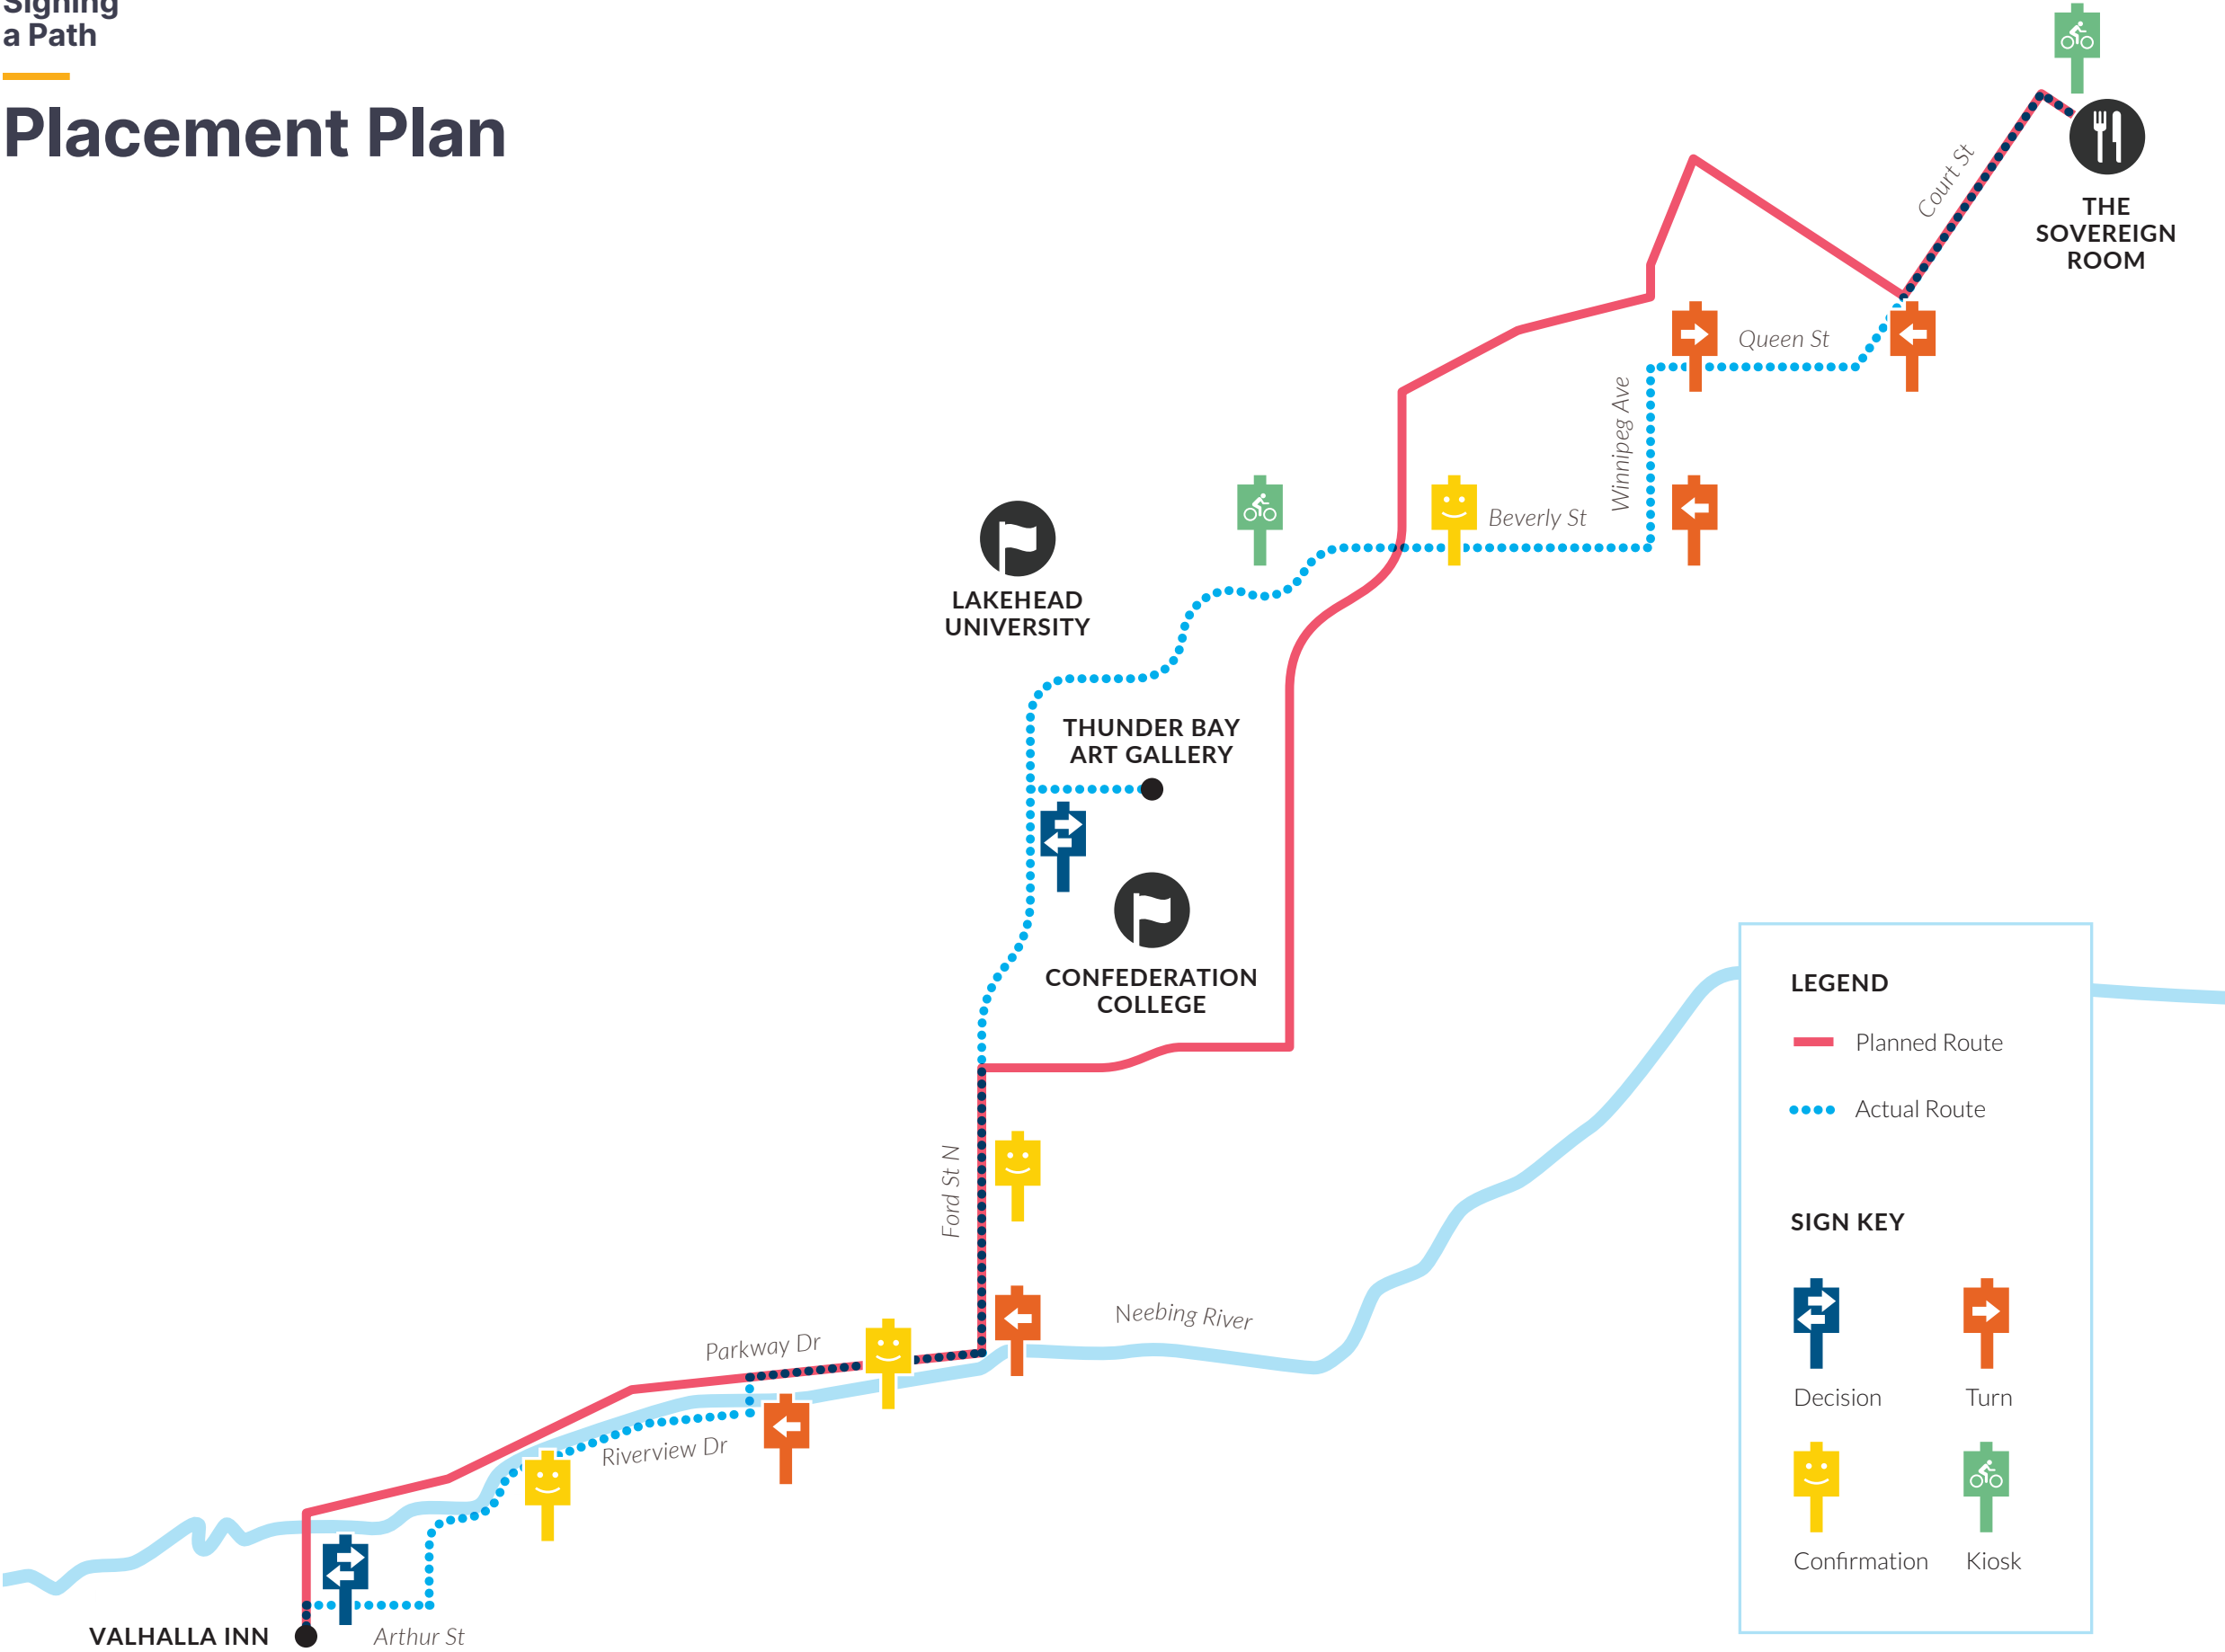 Signing
a Path
Placement Plan
Court St
THE
SOVEREIGN
ROOM
Queen St
Winnipeg Ave
Beverly St
LAKEHEAD
UNIVERSITY
THUNDER BAY
ART GALLERY
CONFEDERATION
COLLEGE
LEGEND
Planned Route
Actual Route
Ford St N
SIGN KEY
Neebing River
Parkway Dr
Decision
Turn
Riverview Dr
Confirmation
Kiosk
VALHALLA INN
Arthur St